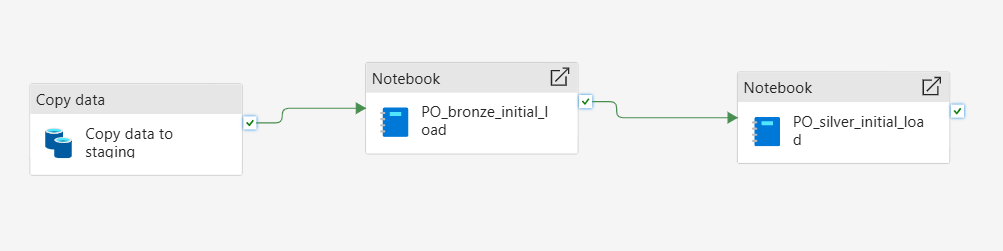 Copy data
Copy data to
staging
Notebook
PO_bronze_initial_l
oad
Notebook
PO_silver_initial_loa
d